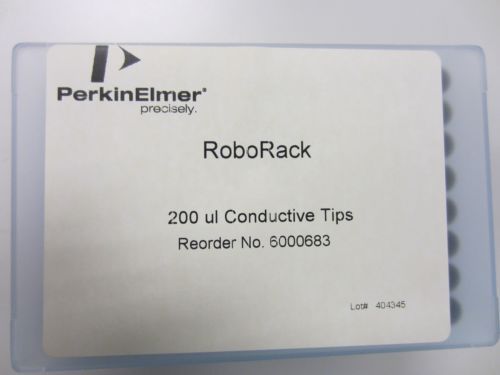 PerkinElmer®
precisely.
RoboRack
200 ul Conductive Tips
Reorder No. 6000683
Lot# 404345